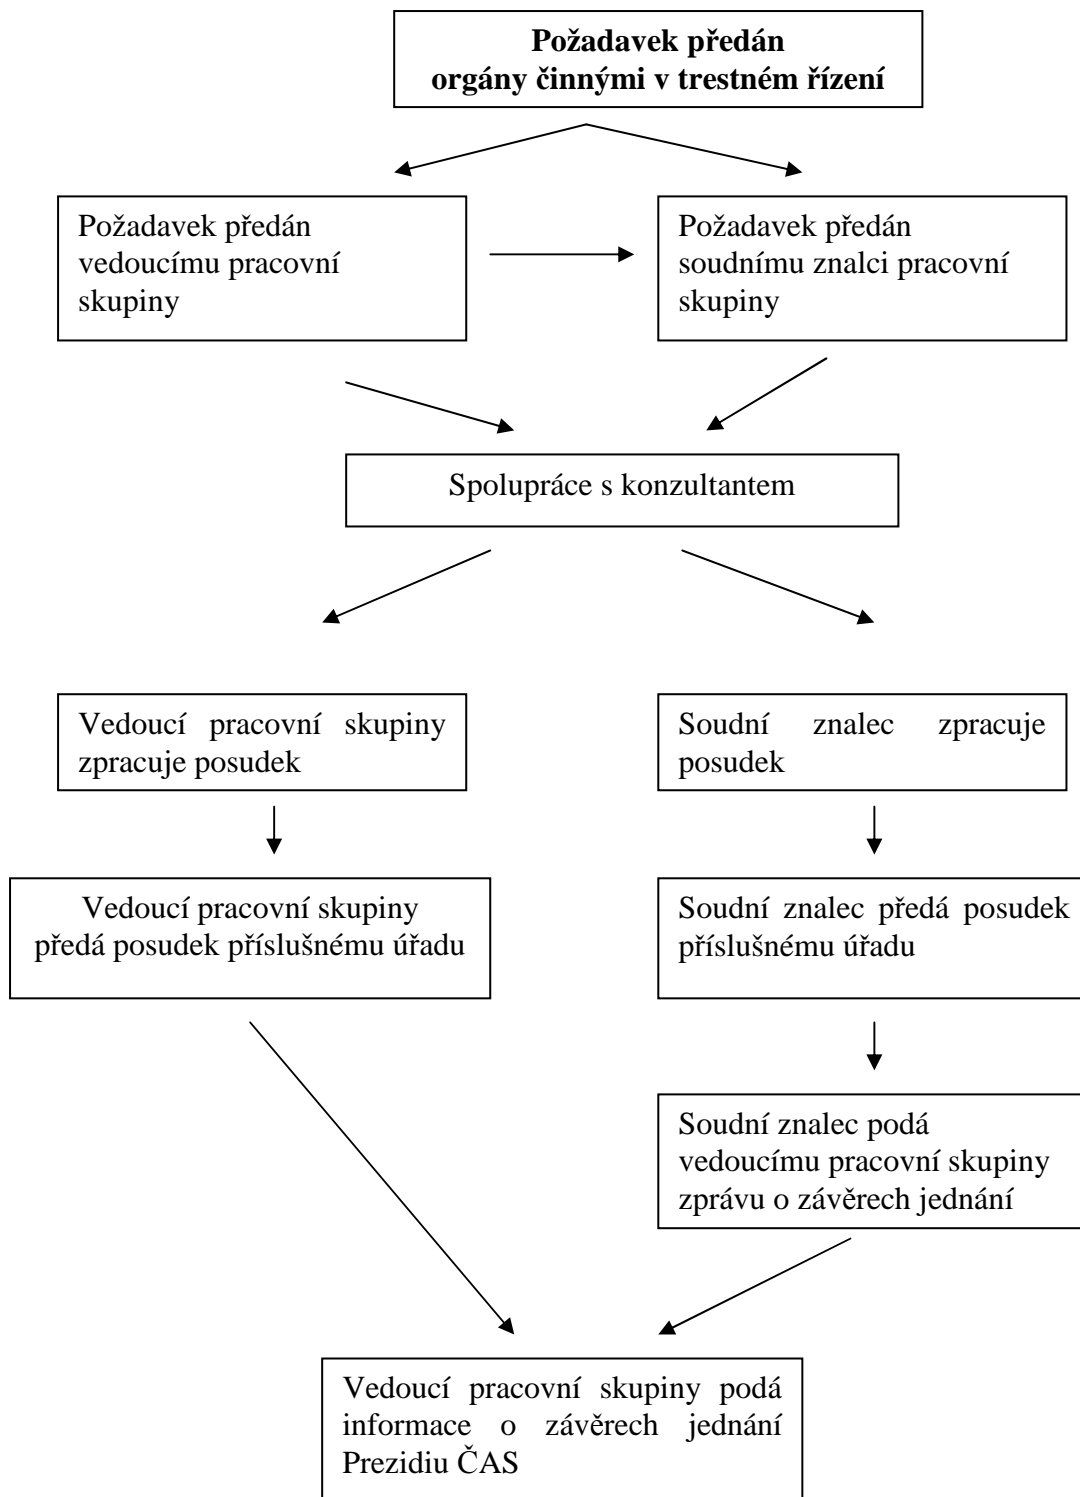 Požadavek předán
orgány činnými v trestném řízení
Požadavek předán
vedoucímu pracovní
skupiny
Požadavek předán
soudnímu znalci pracovní
skupiny
Spolupráce s konzultantem
Vedoucí pracovní skupiny
zpracuje posudek
Soudní znalec zpracuje
posudek
Vedoucí pracovní skupiny
předá posudek příslušnému úřadu
Soudní znalec předá posudek
příslušnému úřadu
Soudní znalec podá
vedoucímu pracovní skupiny
zprávu o závěrech jednání
Vedoucí pracovní skupiny podá
informace o závěrech jednání
Prezidiu ČAS